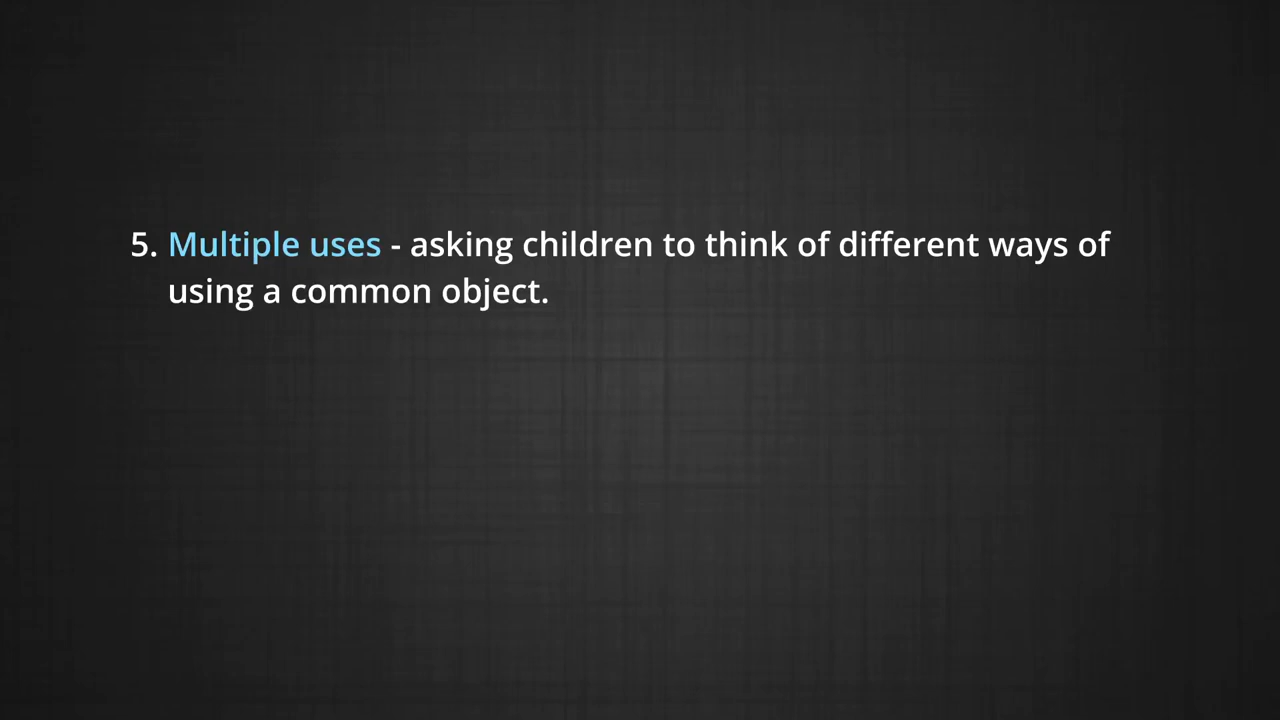 5. Multiple uses - asking children to think of different ways of
using a common object.